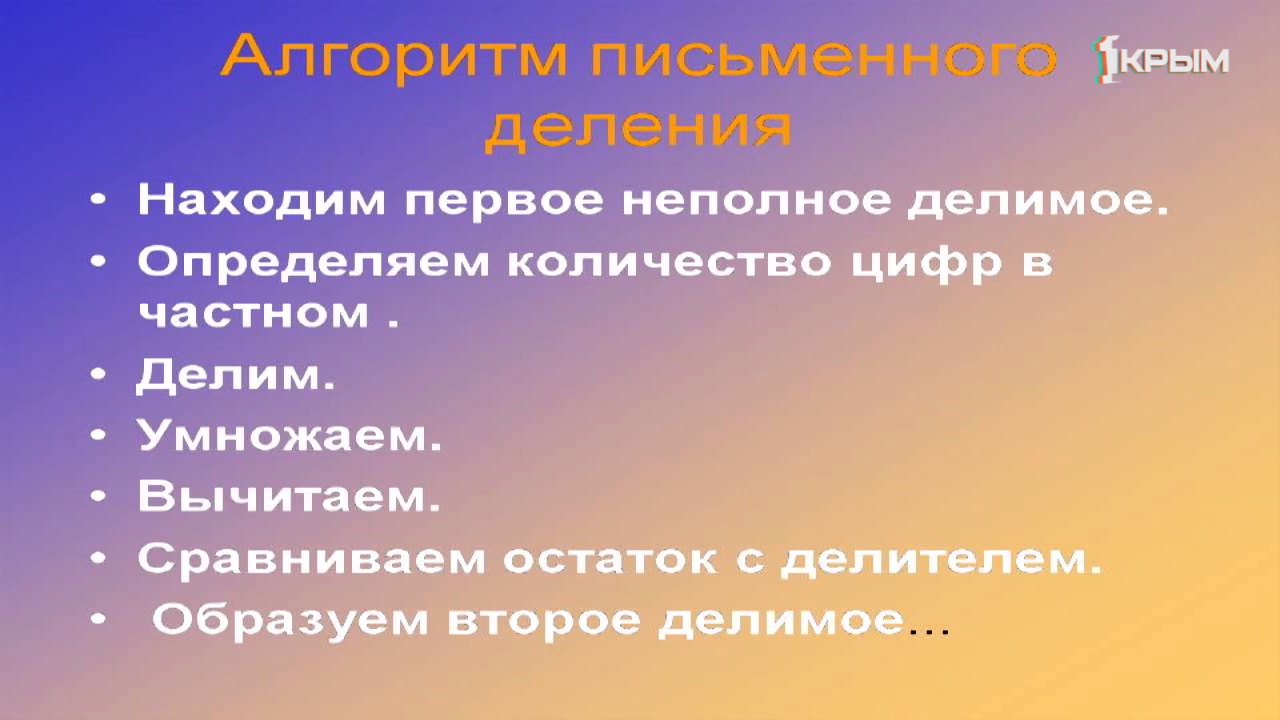 Алгоритм письменного
деления
1КРЫМ
• Находим первое неполное делимое.
• Определяем количество цифр в
частном .
• Делим.
• Умножаем.
• Вычитаем.
• Сравниваем остаток с делителем.
• Образуем второе делимое...